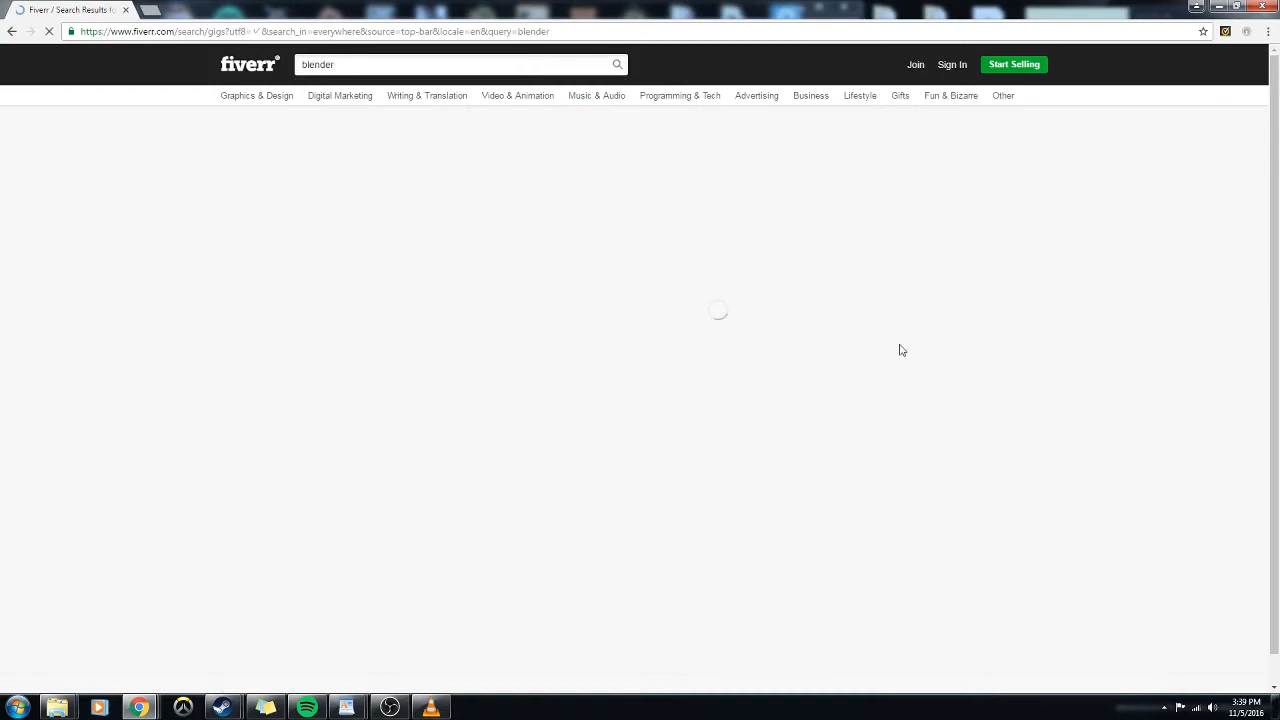 Fiverr / Search Results fo
https://www.fiverr.com/search/gigs?utf8=✓&search_in=everywhere&source=top-bar&locale=en&query=blender
fiverr® blender Join Sign In Start Selling
Graphics & Design Digital Marketing Writing & Translation Video & Animation Music & Audio Programming & Tech Advertising Business Lifestyle Gifts Fun & Bizarre Other
3:39 PM
11/5/2016